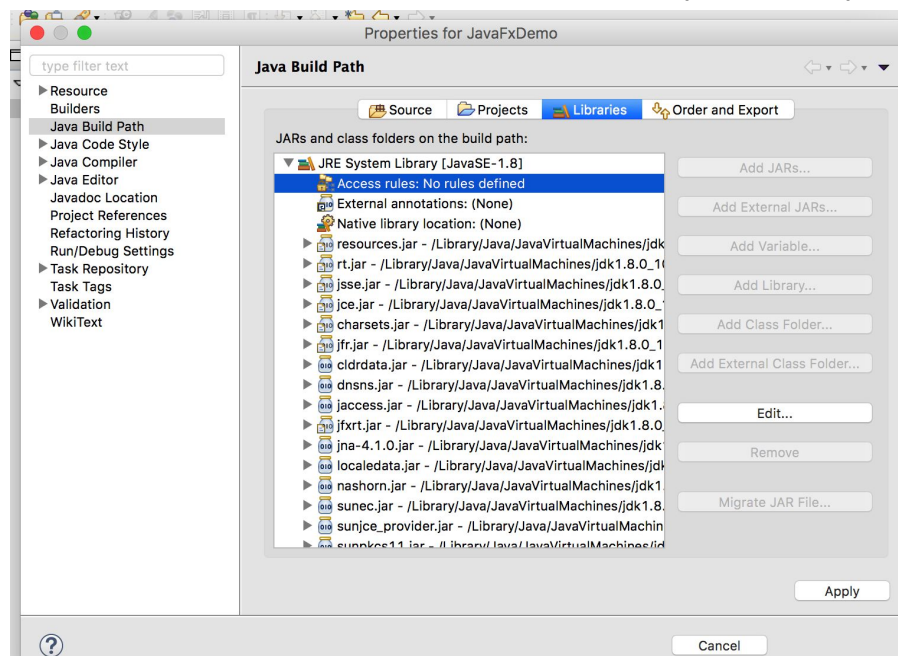 Properties for JavaFxDemo
type filter text
Resource
Builders
Java Build Path
Java Code Style
Java Compiler
Java Editor
Javadoc Location
Project References
Refactoring History
Run/Debug Settings
Task Repository
Task Tags
Validation
WikiText
Java Build Path
Source
Projects
Libraries
Order and Export
JARs and class folders on the build path:
JRE System Library [JavaSE-1.8]
Access rules: No rules defined
External annotations: (None)
Native library location: (None)
resources.jar - /Library/Java/JavaVirtualMachines/jdk
rt.jar - /Library/Java/JavaVirtualMachines/jdk1.8.0_10
jsse.jar - /Library/Java/JavaVirtualMachines/jdk1.8.0_
jce.jar - /Library/Java/JavaVirtualMachines/jdk1.8.0_
charsets.jar - /Library/Java/JavaVirtualMachines/jdk1
jfr.jar - /Library/Java/JavaVirtualMachines/jdk1.8.0_1
cldrdata.jar - /Library/Java/JavaVirtualMachines/jdk1
dnsns.jar - /Library/Java/JavaVirtualMachines/jdk1.8.
jaccess.jar - /Library/Java/JavaVirtualMachines/jdk1.
jfxrt.jar - /Library/Java/JavaVirtualMachines/jdk1.8.0_
jna-4.1.0.jar - /Library/Java/JavaVirtualMachines/jdk
localedata.jar - /Library/Java/JavaVirtualMachines/jdk
nashorn.jar - /Library/Java/JavaVirtualMachines/jdk1
sunec.jar - /Library/Java/JavaVirtualMachines/jdk1.8.
sunjce_provider.jar - /Library/Java/JavaVirtualMachin
sunpkcs11.jar - /Library/Java/JavaVirtualMachines/jd
Add JARs...
Add External JARs...
Add Variable...
Add Library...
Add Class Folder...
Add External Class Folder...
Edit...
Remove
Migrate JAR File...
Apply
Cancel